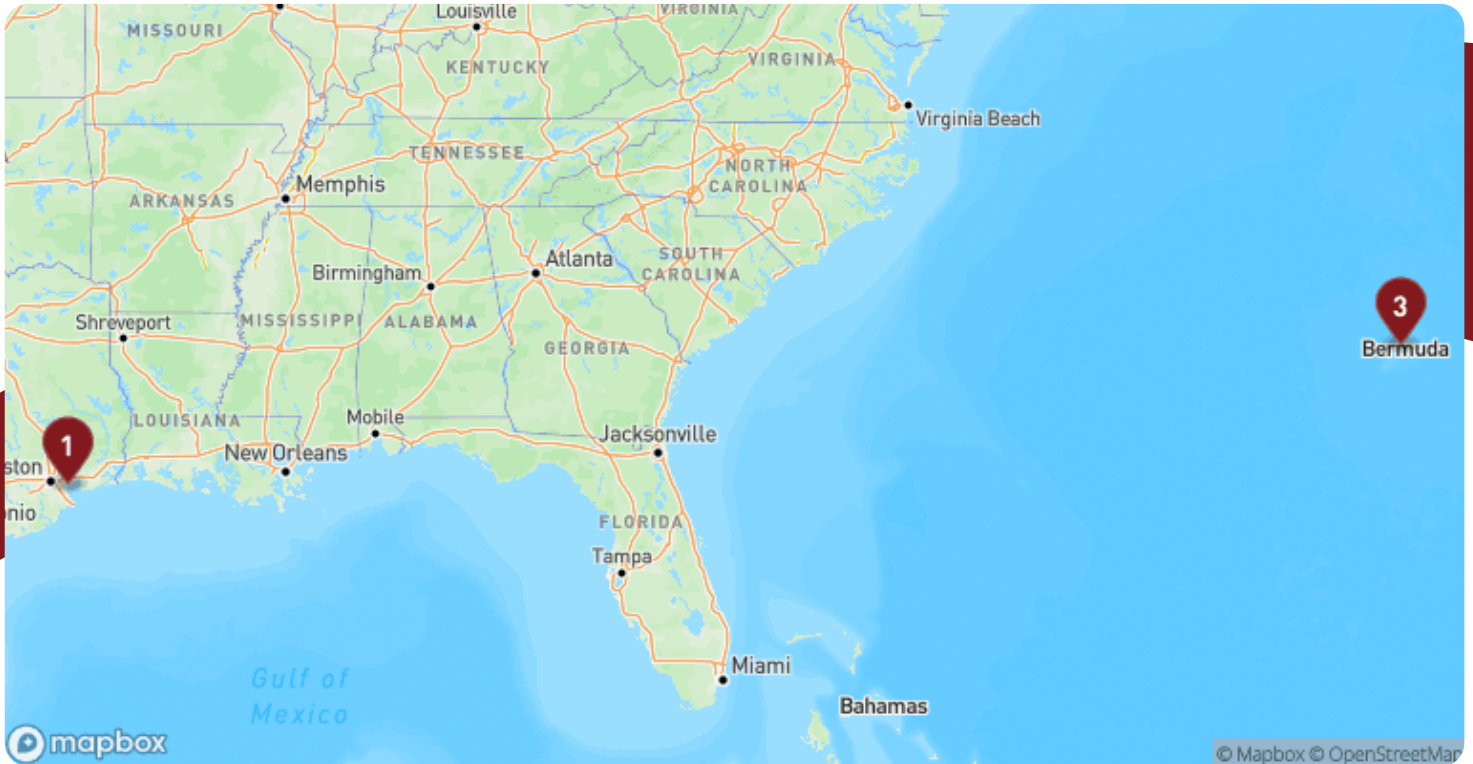 Louisville
VIRGINIA
MISSOURI
KENTUCKY
VIRGINIA
Virginia Beach
TENNESSEE
NORTH
CAROLINA
Memphis
ARKANSAS
Atlanta
SOUTH
CAROLINA
Birmingham
3
Shreveport
MISSISSIPPI
ALABAMA
GEORGIA
Bermuda
LOUISIANA
Mobile
1
Jacksonville
New Orleans
ston
onio
FLORIDA
Tampa
Miami
Gulf of
Mexico
Bahamas
mapbox
© Mapbox © OpenStreetMap